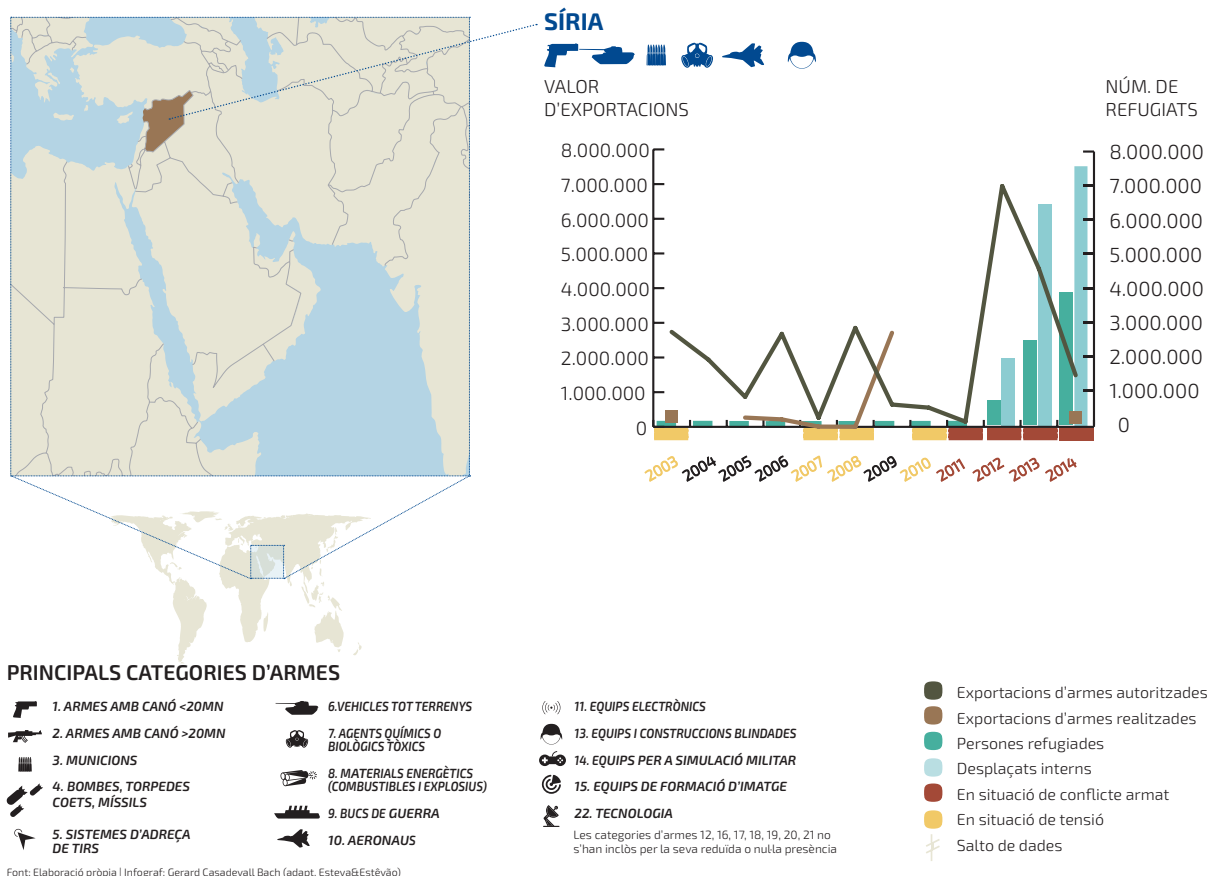 SÍRIA
VALOR
D'EXPORTACIONS
NÚM. DE
REFUGIATS
8.000.000
7.000.000
6.000.000
5.000.000
4.000.000
3.000.000
2.000.000
1.000.000
0
8.000.000
7.000.000
6.000.000
5.000.000
4.000.000
3.000.000
2.000.000
1.000.000
0
2003 2004 2005 2006 2007 2008 2009 2010 2011 2012 2013 2014
PRINCIPALS CATEGORIES D'ARMES
1. ARMES AMB CANÓ <20MN
2. ARMES AMB CANÓ >20MN
3. MUNICIONS
4. BOMBES, TORPEDES
COETS, MÍSSILS
5. SISTEMES D'ADREÇA
DE TIRS
6.VEHICLES TOT TERRENYS
7. AGENTS QUÍMICS O
BIOLÒGICS TÒXICS
8. MATERIALS ENERGÈTICS
(COMBUSTIBLES I EXPLOSIUS)
9. BUCS DE GUERRA
10. AERONAUS
11. EQUIPS ELECTRÒNICS
13. EQUIPS I CONSTRUCCIONS BLINDADES
14. EQUIPS PER A SIMULACIÓ MILITAR
15. EQUIPS DE FORMACIÓ D'IMATGE
22. TECNOLOGIA
Les categories d'armes 12, 16, 17, 18, 19, 20, 21 no
s'han inclòs per la seva reduïda o nul·la presència
Exportacions d'armes autoritzades
Exportacions d'armes realitzades
Persones refugiades
Desplaçats interns
En situació de conflicte armat
En situació de tensió
Salto de dades
Font: Elaboració pròpia | Infograf: Gerard Casadevall Bach (adapt. Esteva&Estêvão)